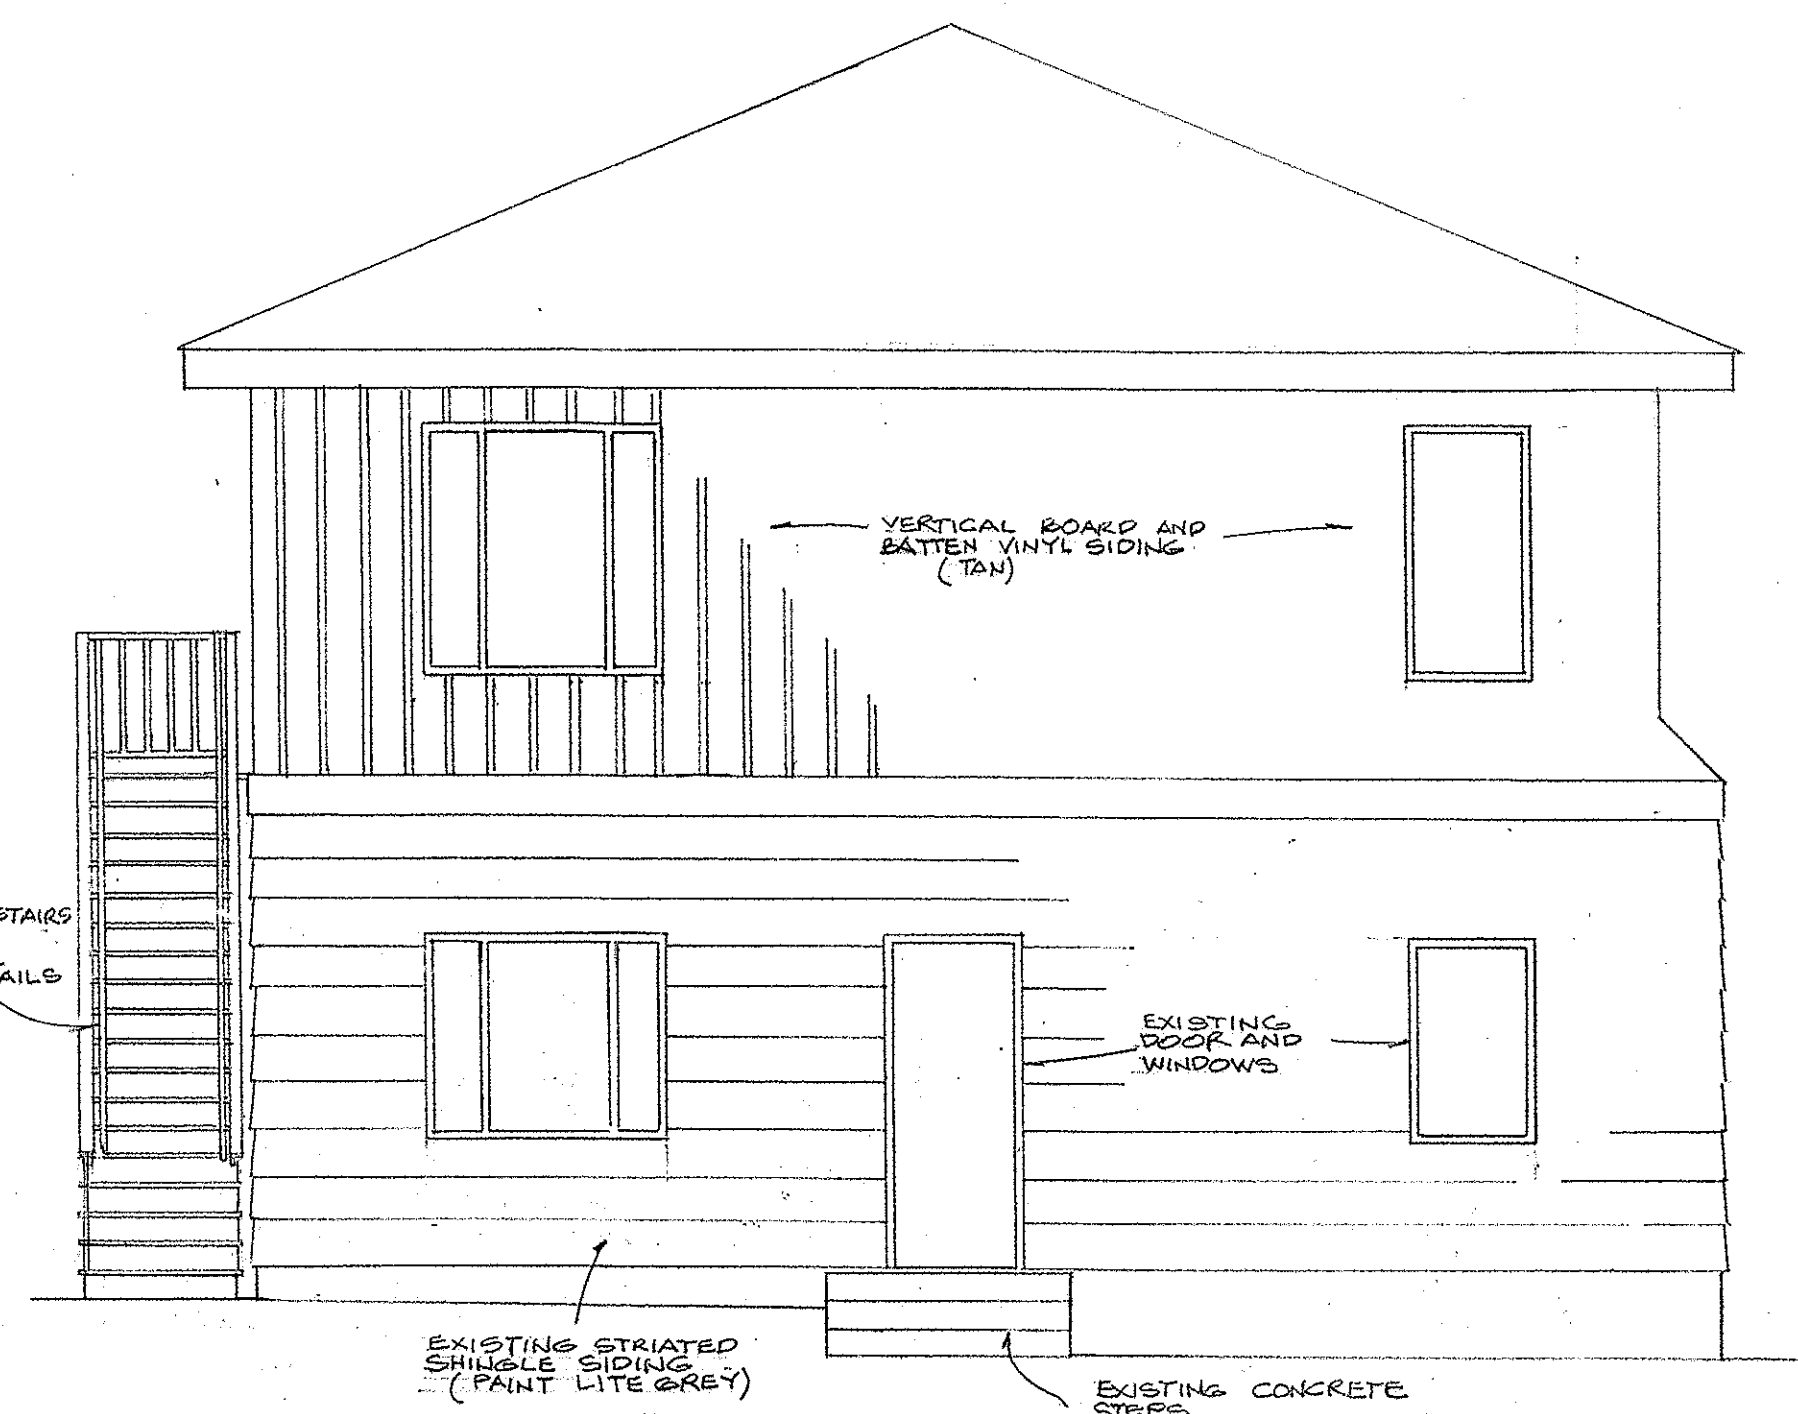 VERTICAL BOARD AND
BATTEN VINYL SIDING
(TAN)
STAIRS
AILS
EXISTING
DOOR AND
WINDOWS
EXISTING STRIATED
SHINGLE SIDING
(PAINT LITE GREY)
EXISTING CONCRETE
STEPS